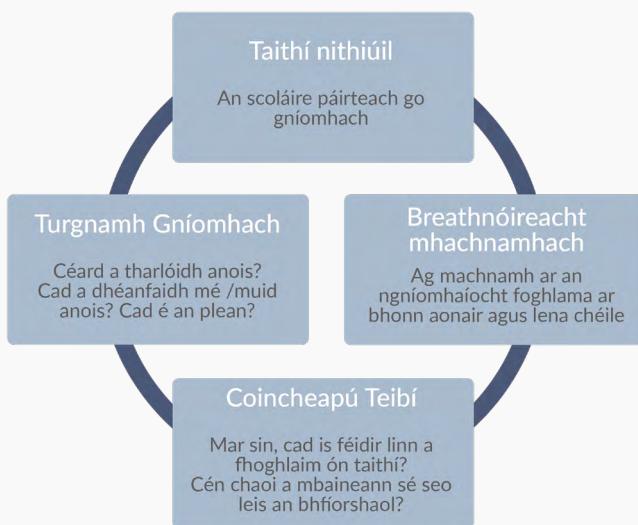 Taithí nithiúil
An scoláire páirteach go
gníomhach
Breathnóireacht
mhachnamhach
Ag machnamh ar an
ngníomhaíocht foghlama ar
bhonn aonair agus lena chéile
Coincheapú Teibí
Mar sin, cad is féidir linn a
fhoghlaim ón taithí?
Cén chaoi a mbaineann sé seo
leis an bhfíorshaol?
Turgnamh Gníomhach
Céard a tharlóidh anois?
Cad a dhéanfaidh mé /muid
anois? Cad é an plean?